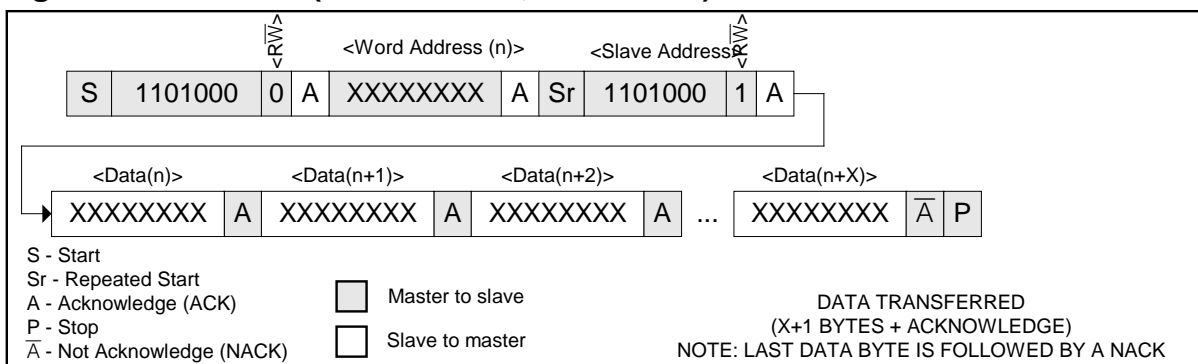 <RW̅> <Word Address (n)> <Slave Address> <RW̅>
S 1101000 0 A XXXXXXXX A Sr 1101000 1 A
<Data(n)> <Data(n+1)> <Data(n+2)> <Data(n+X)>
XXXXXXXX A XXXXXXXX A XXXXXXXX A ... XXXXXXXX A̅ P
S - Start
Sr - Repeated Start
A - Acknowledge (ACK)
P - Stop
A̅ - Not Acknowledge (NACK)
Master to slave
Slave to master
DATA TRANSFERRED
(X+1 BYTES + ACKNOWLEDGE)
NOTE: LAST DATA BYTE IS FOLLOWED BY A NACK